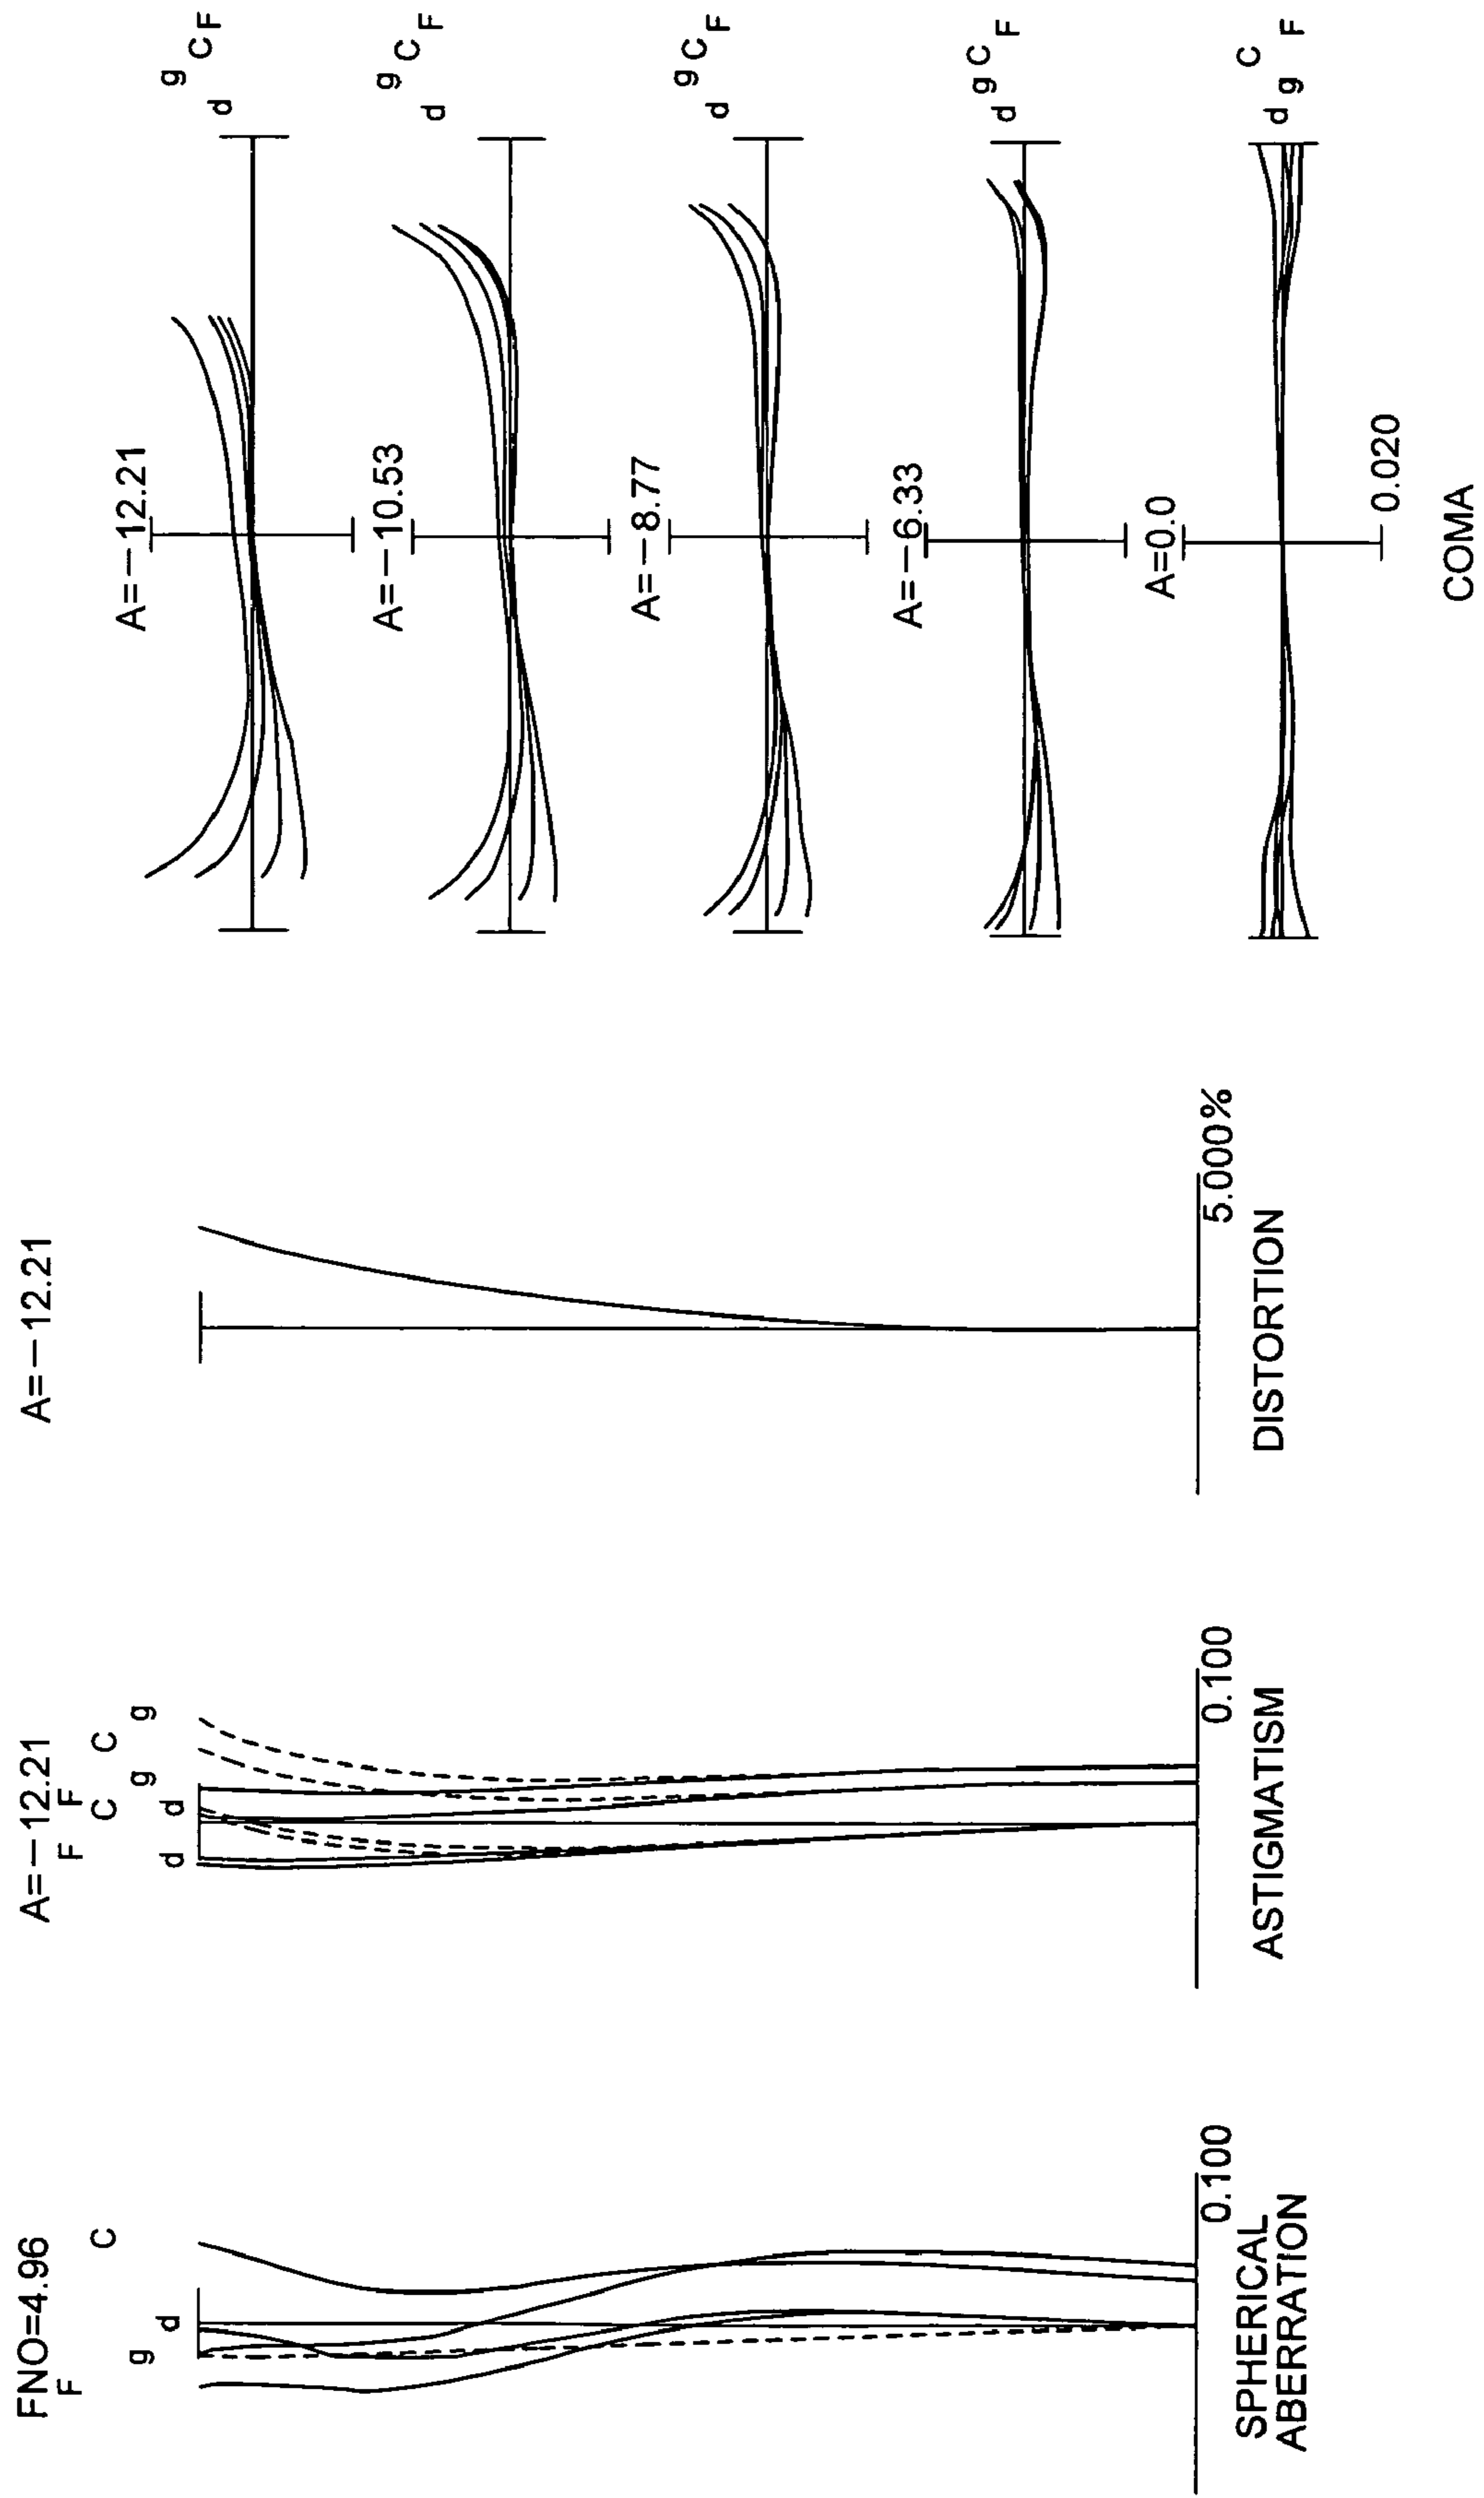 FNO=4.96
F
g
d
C
0.100
SPHERICAL
ABERRATION
A=−12.21
F F
C C
g g
d d
0.100
ASTIGMATISM
A=−12.21
5.000%
DISTORTION
A=−12.21
g
d
C
F
A=−10.53
g
d
C
F
A=−8.77
g
d
C
F
A=−6.33
g
d
C
F
A=0.0
C
d
g
F
0.020
COMA